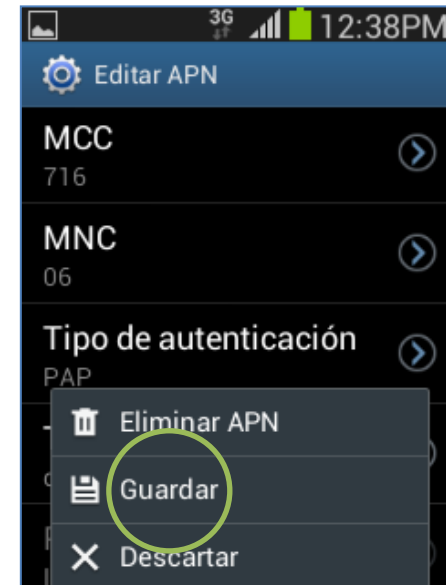 3G 12:38PM
Editar APN
MCC
716
MNC
06
Tipo de autenticación
PAP
Eliminar APN
Guardar
Descartar